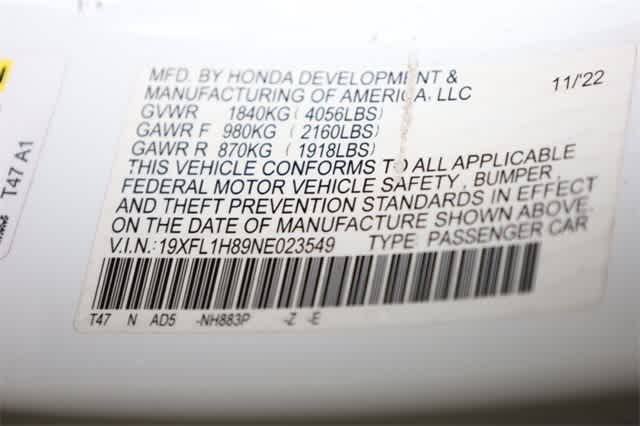 MFD. BY HONDA DEVELOPMENT &
MANUFACTURING OF AMERICA, LLC 11/'22
GVWR 1840KG (4056LBS)
GAWR F 980KG (2160LBS)
GAWR R 870KG (1918LBS)
THIS VEHICLE CONFORMS TO ALL APPLICABLE
FEDERAL MOTOR VEHICLE SAFETY, BUMPER,
AND THEFT PREVENTION STANDARDS IN EFFECT
ON THE DATE OF MANUFACTURE SHOWN ABOVE.
V.I.N.:19XFL1H89NE023549 TYPE: PASSENGER CAR
T47 N AD5 -NH883P -Z -E
T47 A1